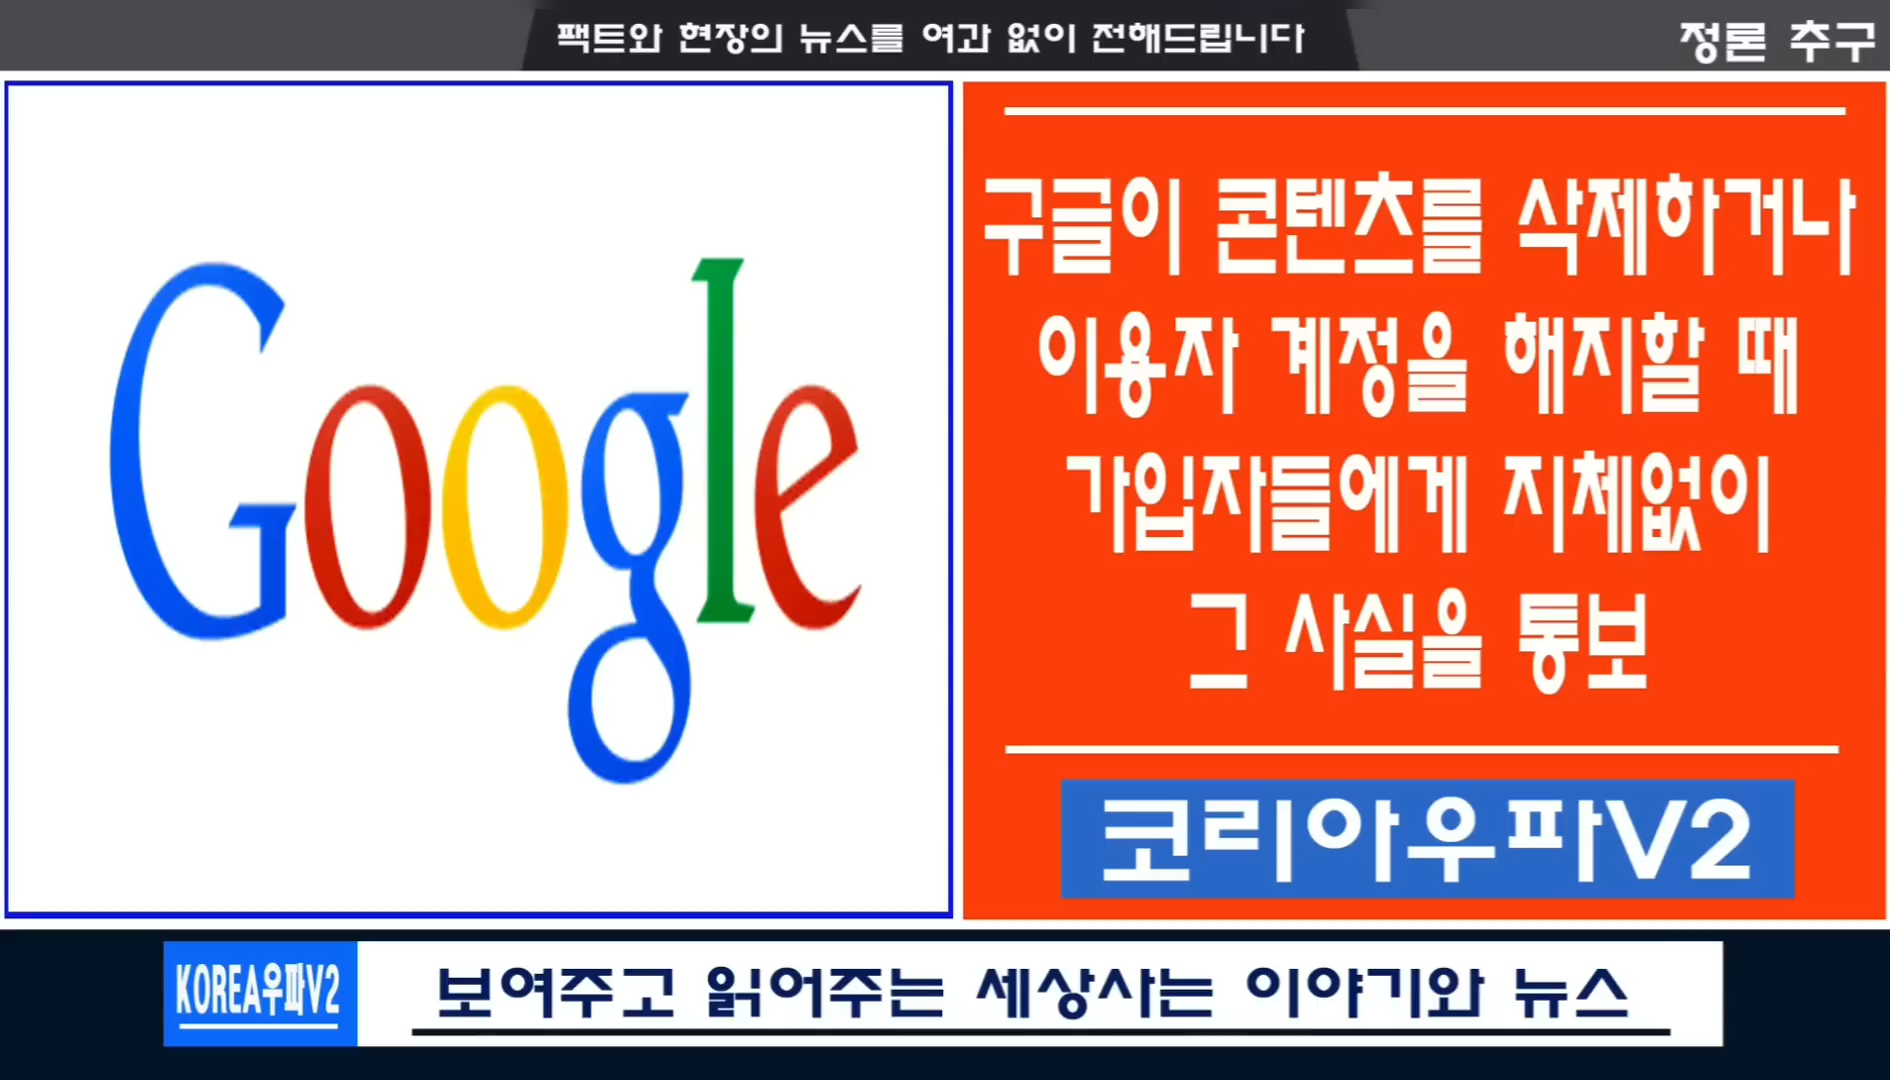 팩트와 현장의 뉴스를 여과 없이 전해드립니다
정론 추구
Google
구글이 콘텐츠를 삭제하거나
이용자 계정을 해지할 때
가입자들에게 지체없이
그 사실을 통보
코리아우파V2
KOREA우파V2
보여주고 읽어주는 세상사는 이야기와 뉴스